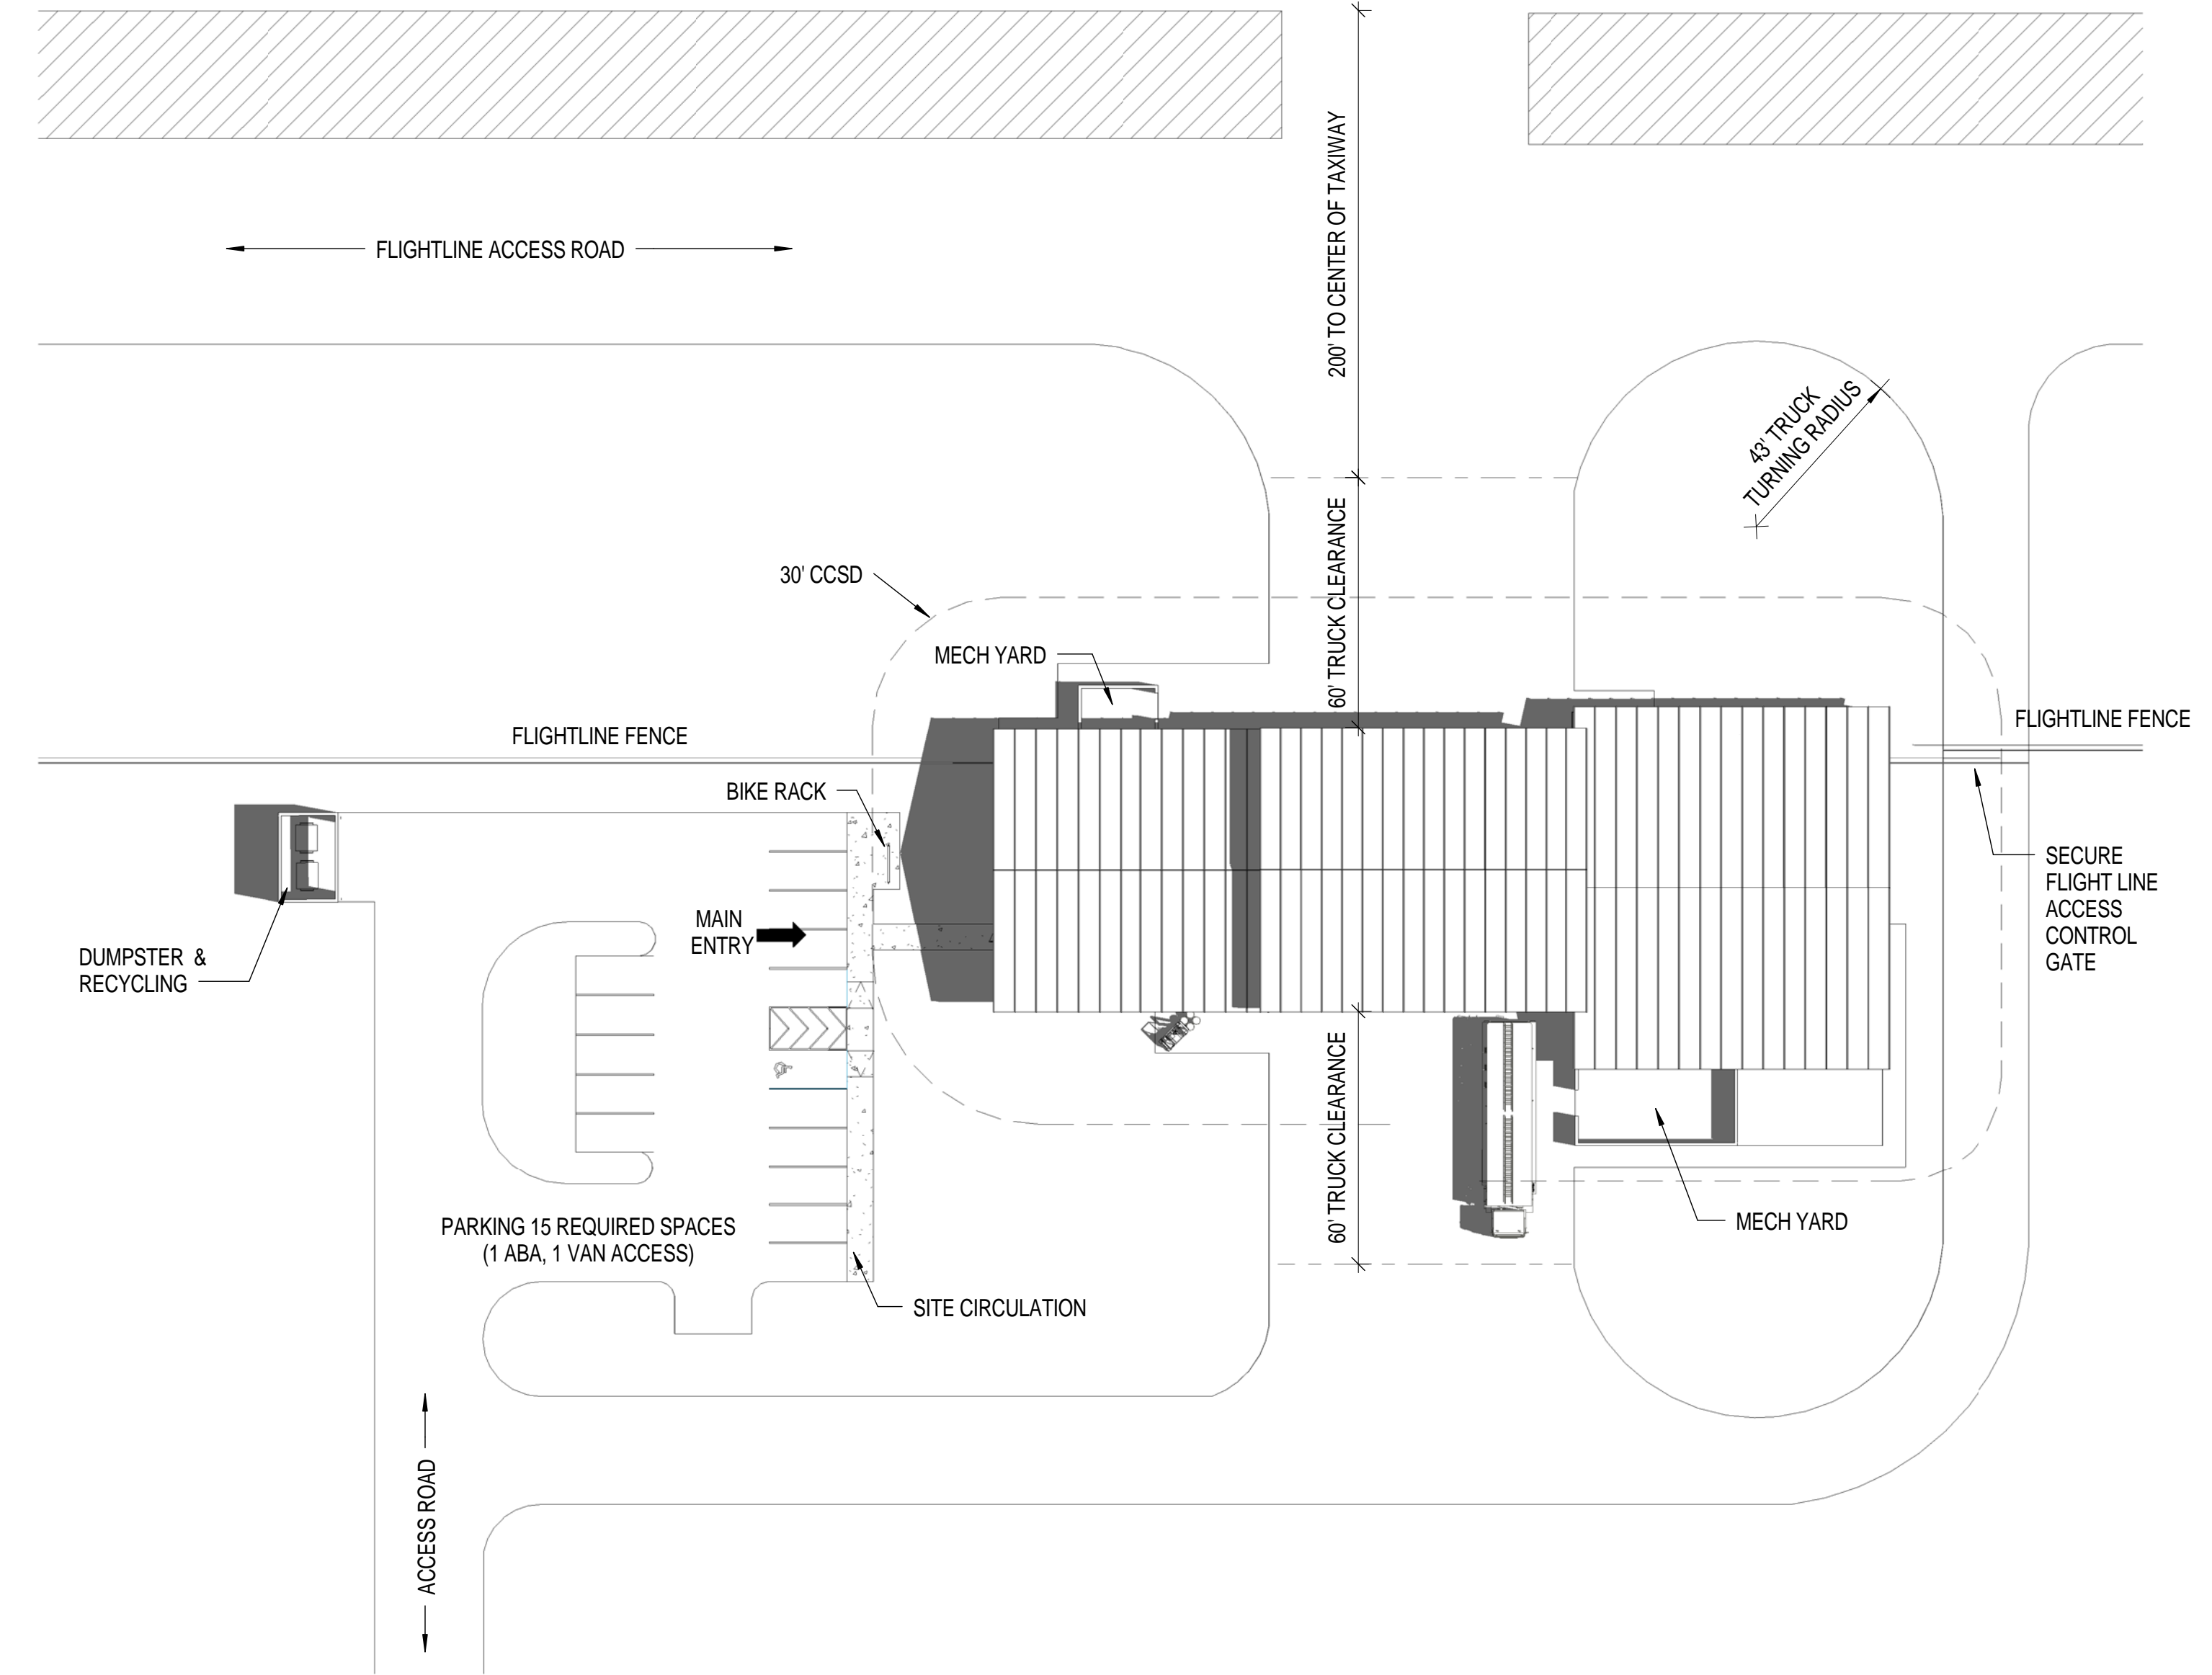 200' TO CENTER OF TAXIWAY
FLIGHTLINE ACCESS ROAD
43' TRUCK
TURNING RADIUS
60' TRUCK CLEARANCE
30' CCSD
MECH YARD
FLIGHTLINE FENCE
FLIGHTLINE FENCE
BIKE RACK
SECURE
FLIGHT LINE
ACCESS
CONTROL
GATE
MAIN
ENTRY
DUMPSTER &
RECYCLING
60' TRUCK CLEARANCE
MECH YARD
PARKING 15 REQUIRED SPACES
(1 ABA, 1 VAN ACCESS)
SITE CIRCULATION
ACCESS ROAD